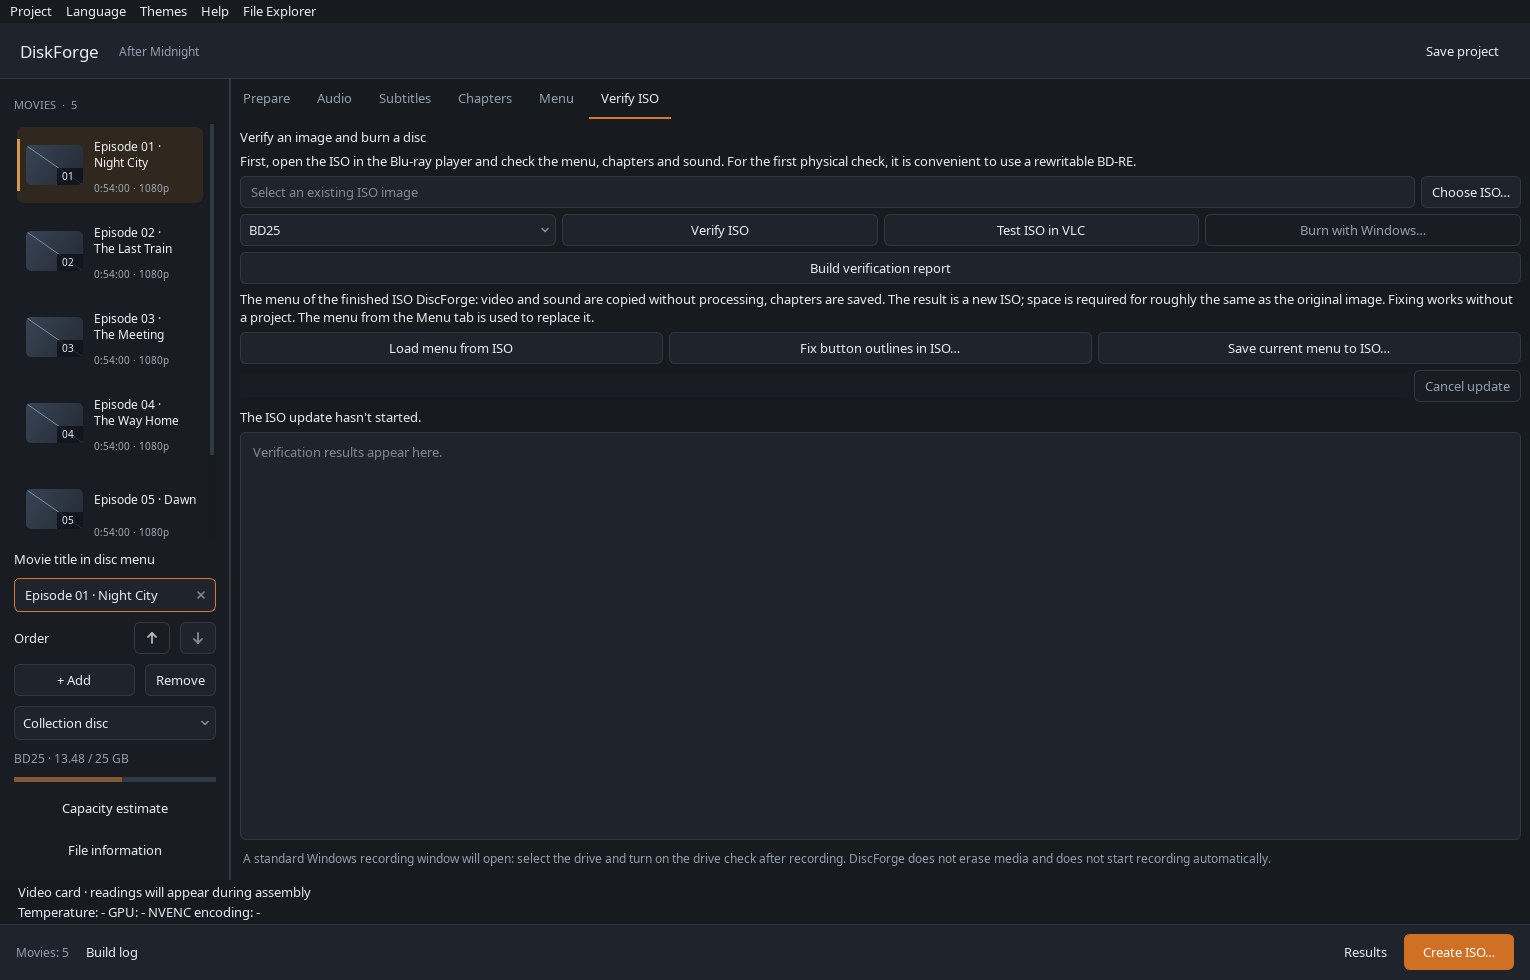 Project Language Themes Help File Explorer
DiskForge After Midnight Save project
MOVIES · 5
Episode 01 ·
Night City
01
0:54:00 · 1080p
Episode 02 ·
The Last Train
02
0:54:00 · 1080p
Episode 03 ·
The Meeting
03
0:54:00 · 1080p
Episode 04 ·
The Way Home
04
0:54:00 · 1080p
Episode 05 · Dawn
05
0:54:00 · 1080p
Movie title in disc menu
Episode 01 · Night City
Order
+ Add Remove
Collection disc
BD25 · 13.48 / 25 GB
Capacity estimate
File information
Prepare Audio Subtitles Chapters Menu Verify ISO
Verify an image and burn a disc
First, open the ISO in the Blu-ray player and check the menu, chapters and sound. For the first physical check, it is convenient to use a rewritable BD-RE.
Select an existing ISO image Choose ISO...
BD25 Verify ISO Test ISO in VLC Burn with Windows...
Build verification report
The menu of the finished ISO DiscForge: video and sound are copied without processing, chapters are saved. The result is a new ISO; space is required for roughly the same as the original image. Fixing works without
a project. The menu from the Menu tab is used to replace it.
Load menu from ISO Fix button outlines in ISO... Save current menu to ISO...
Cancel update
The ISO update hasn't started.
Verification results appear here.
A standard Windows recording window will open: select the drive and turn on the drive check after recording. DiscForge does not erase media and does not start recording automatically.
Video card · readings will appear during assembly
Temperature: - GPU: - NVENC encoding: -
Movies: 5 Build log Results Create ISO...